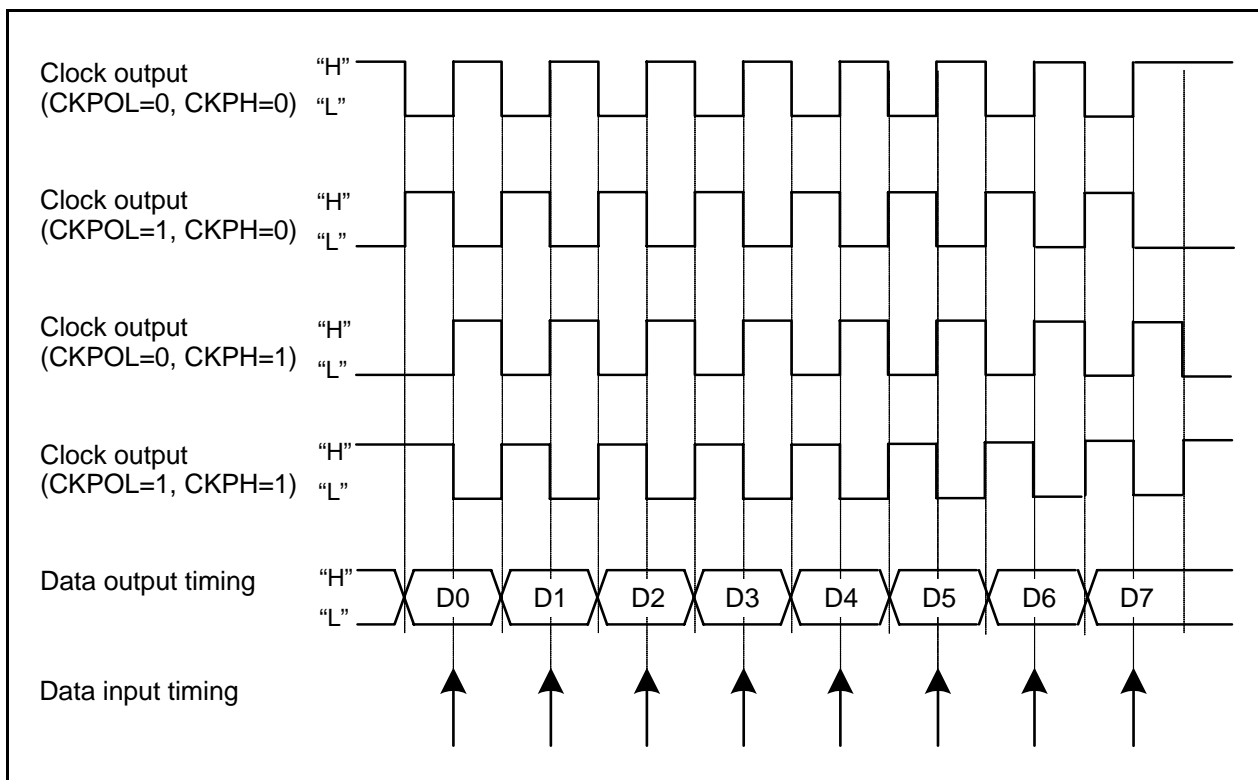 Clock output “H”
(CKPOL=0, CKPH=0) “L”
Clock output “H”
(CKPOL=1, CKPH=0) “L”
Clock output “H”
(CKPOL=0, CKPH=1) “L”
Clock output “H”
(CKPOL=1, CKPH=1) “L”
Data output timing “H”
“L”
D0 D1 D2 D3 D4 D5 D6 D7
Data input timing